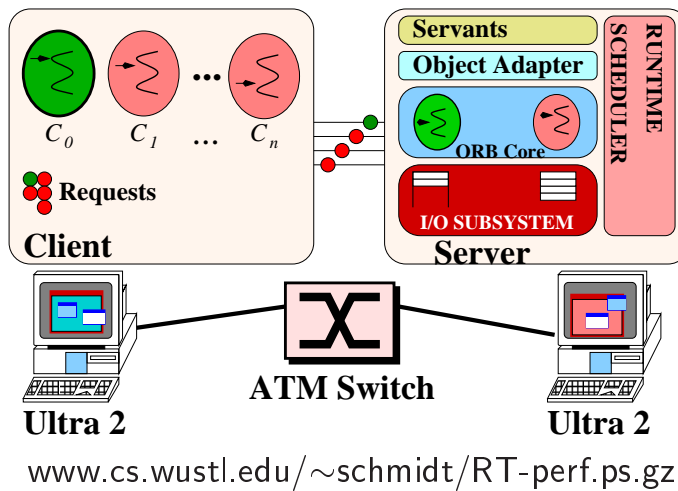 C0 C1 ... Cn
...
Requests
Client
Servants
Object Adapter
ORB Core
I/O SUBSYSTEM
RUNTIME
SCHEDULER
Server
ATM Switch
Ultra 2
Ultra 2
www.cs.wustl.edu/~schmidt/RT-perf.ps.gz